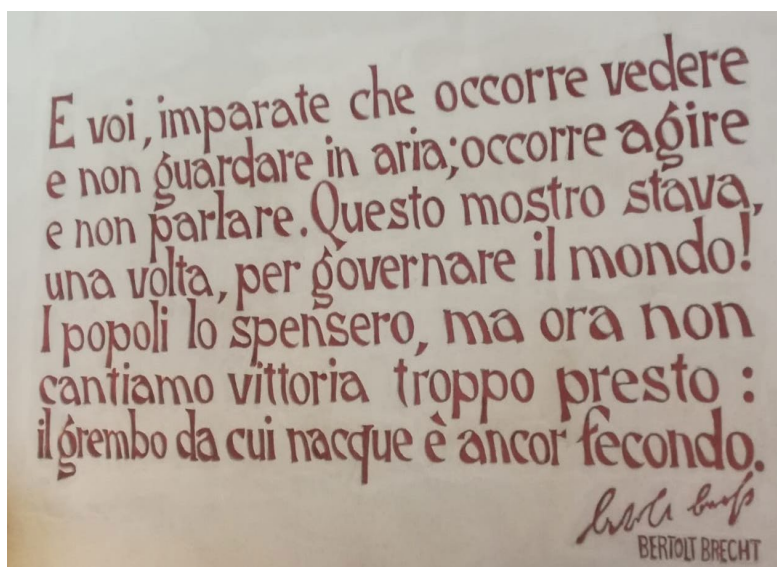 E voi, imparate che occorre vedere
e non guardare in aria; occorre agire
e non parlare. Questo mostro stava,
una volta, per governare il mondo!
I popoli lo spensero, ma ora non
cantiamo vittoria troppo presto :
il grembo da cui nacque è ancor fecondo.
BERTOLT BRECHT